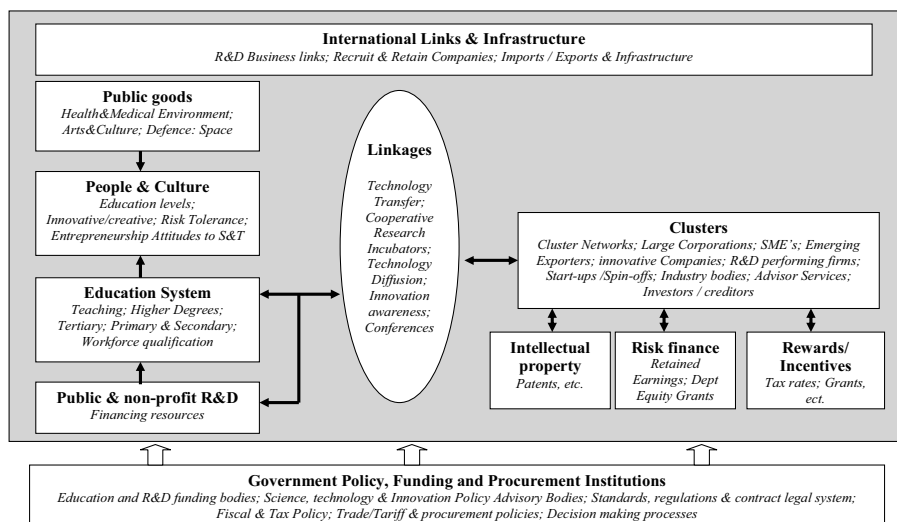 International Links & Infrastructure
R&D Business links; Recruit & Retain Companies; Imports / Exports & Infrastructure
Public goods
Health&Medical Environment;
Arts&Culture; Defence: Space
People & Culture
Education levels;
Innovative/creative; Risk Tolerance;
Entrepreneurship Attitudes to S&T
Education System
Teaching; Higher Degrees;
Tertiary; Primary & Secondary;
Workforce qualification
Public & non-profit R&D
Financing resources
Linkages
Technology
Transfer;
Cooperative
Research
Incubators;
Technology
Diffusion;
Innovation
awareness;
Conferences
Clusters
Cluster Networks; Large Corporations; SME's; Emerging
Exporters; innovative Companies; R&D performing firms;
Start-ups /Spin-offs; Industry bodies; Advisor Services;
Investors / creditors
Intellectual
property
Patents, etc.
Risk finance
Retained
Earnings; Dept
Equity Grants
Rewards/
Incentives
Tax rates; Grants,
ect.
Government Policy, Funding and Procurement Institutions
Education and R&D funding bodies; Science, technology & Innovation Policy Advisory Bodies; Standards, regulations & contract legal system;
Fiscal & Tax Policy; Trade/Tariff & procurement policies; Decision making processes